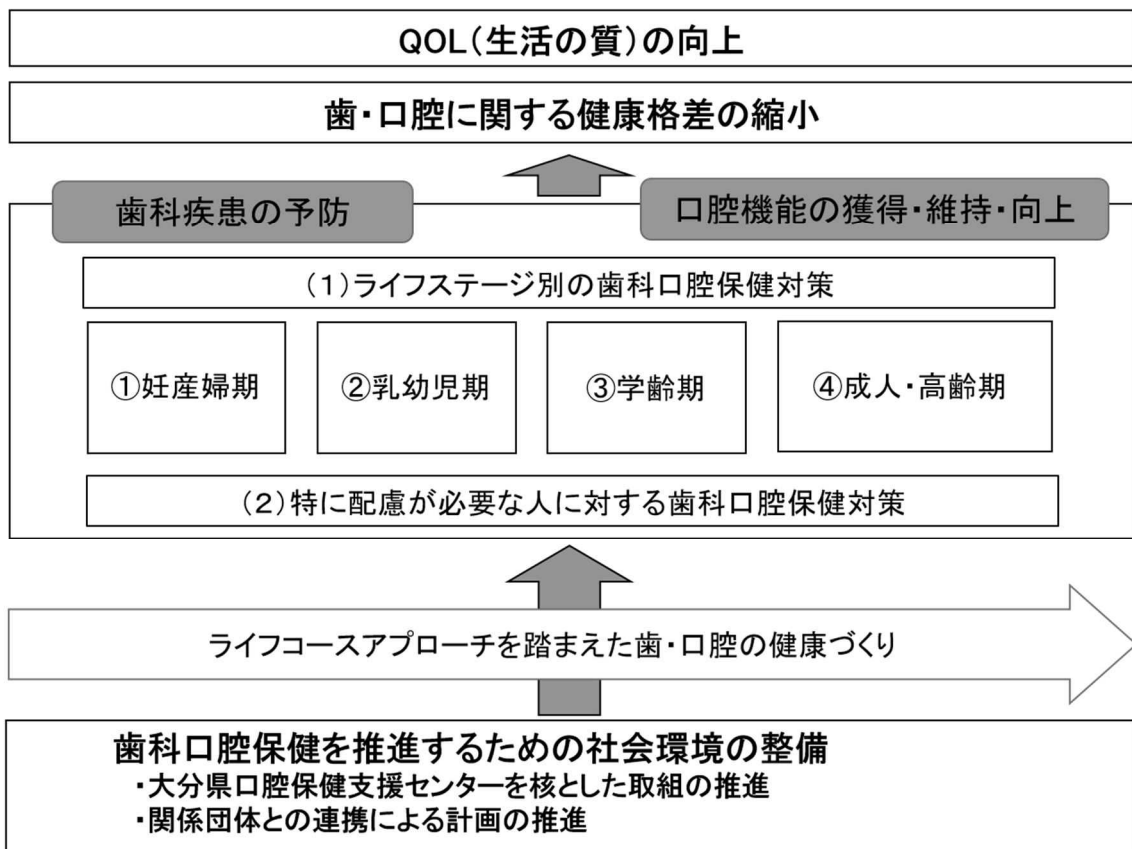 QOL(生活の質)の向上
歯・口腔に関する健康格差の縮小
歯科疾患の予防
口腔機能の獲得・維持・向上
(1)ライフステージ別の歯科口腔保健対策
①妊産婦期
②乳幼児期
③学齢期
④成人・高齢期
(2)特に配慮が必要な人に対する歯科口腔保健対策
ライフコースアプローチを踏まえた歯・口腔の健康づくり
歯科口腔保健を推進するための社会環境の整備
・大分県口腔保健支援センターを核とした取組の推進
・関係団体との連携による計画の推進